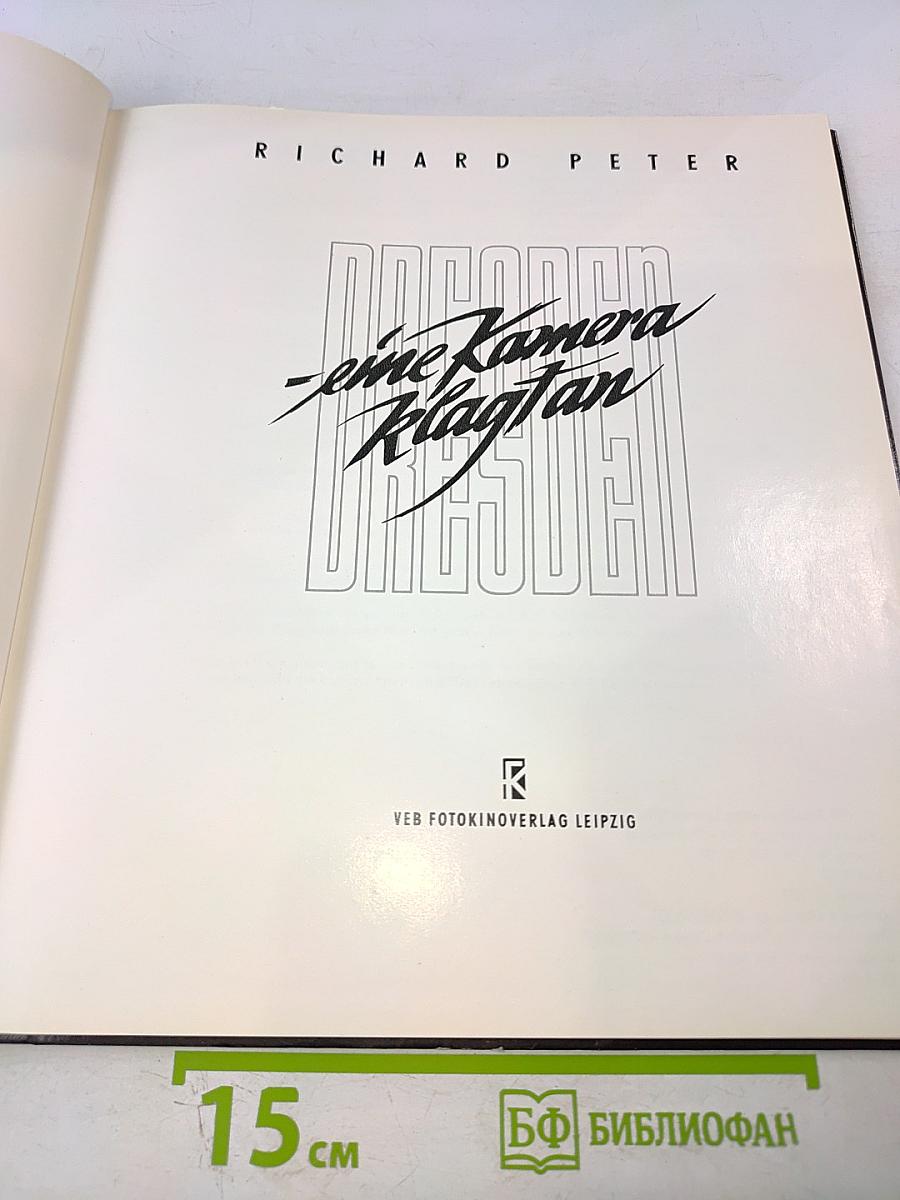 RICHARD PETER
DRESDEN
-eine Kamera
klagt an
VEB FOTOKINOVERLAG LEIPZIG
15 см
БФ БИБЛИОФАН